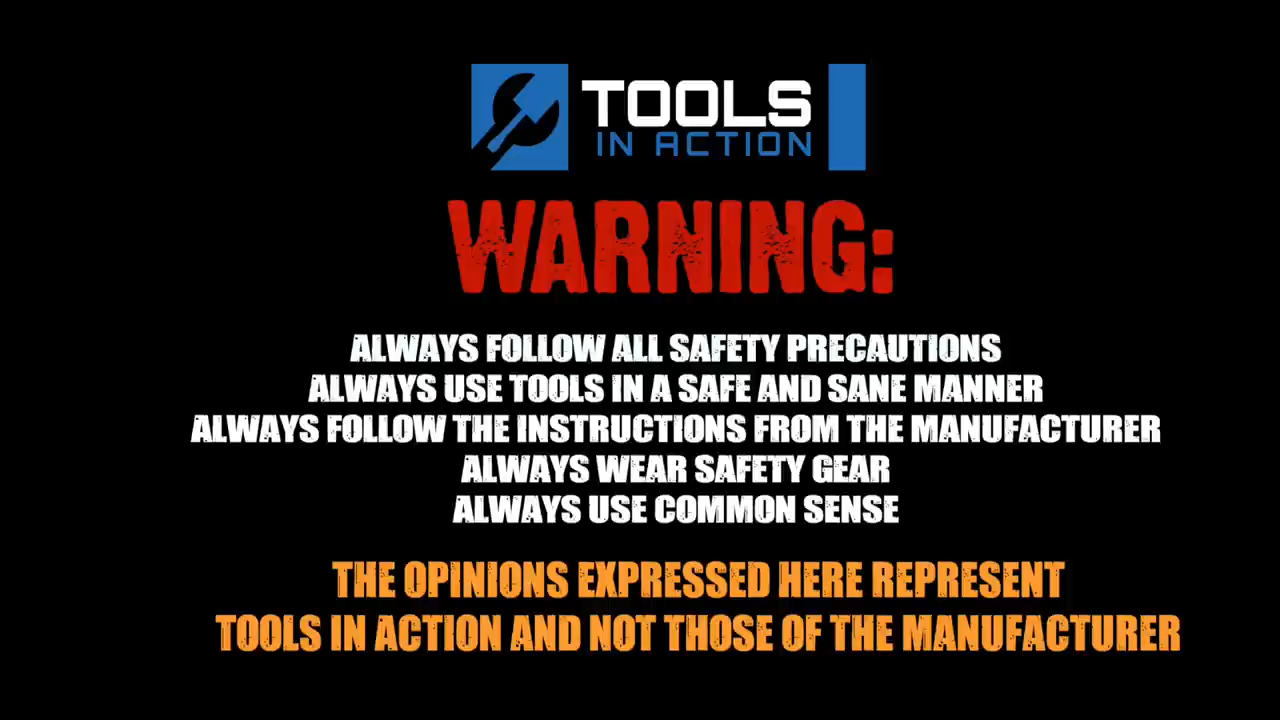 TOOLS
IN ACTION
WARNING:
ALWAYS FOLLOW ALL SAFETY PRECAUTIONS
ALWAYS USE TOOLS IN A SAFE AND SANE MANNER
ALWAYS FOLLOW THE INSTRUCTIONS FROM THE MANUFACTURER
ALWAYS WEAR SAFETY GEAR
ALWAYS USE COMMON SENSE
THE OPINIONS EXPRESSED HERE REPRESENT
TOOLS IN ACTION AND NOT THOSE OF THE MANUFACTURER